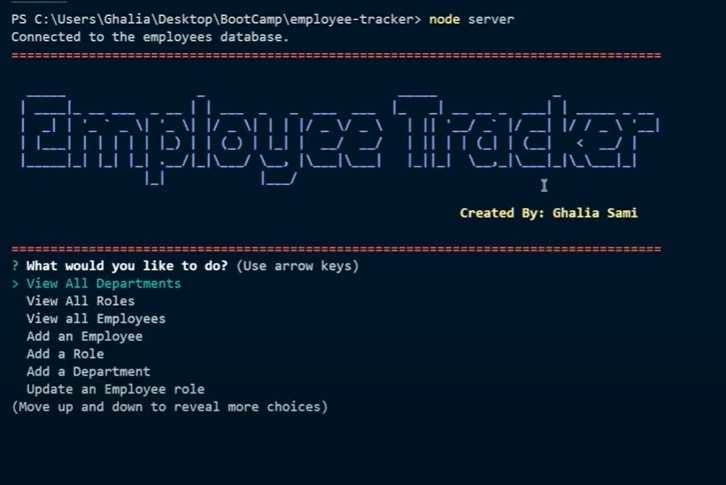 PS C:\Users\Ghalia\Desktop\BootCamp\employee-tracker> node server
Connected to the employees database.
=====================================================================================
Employee Tracker
Created By: Ghalia Sami
=====================================================================================
? What would you like to do? (Use arrow keys)
> View All Departments
View All Roles
View all Employees
Add an Employee
Add a Role
Add a Department
Update an Employee role
(Move up and down to reveal more choices)